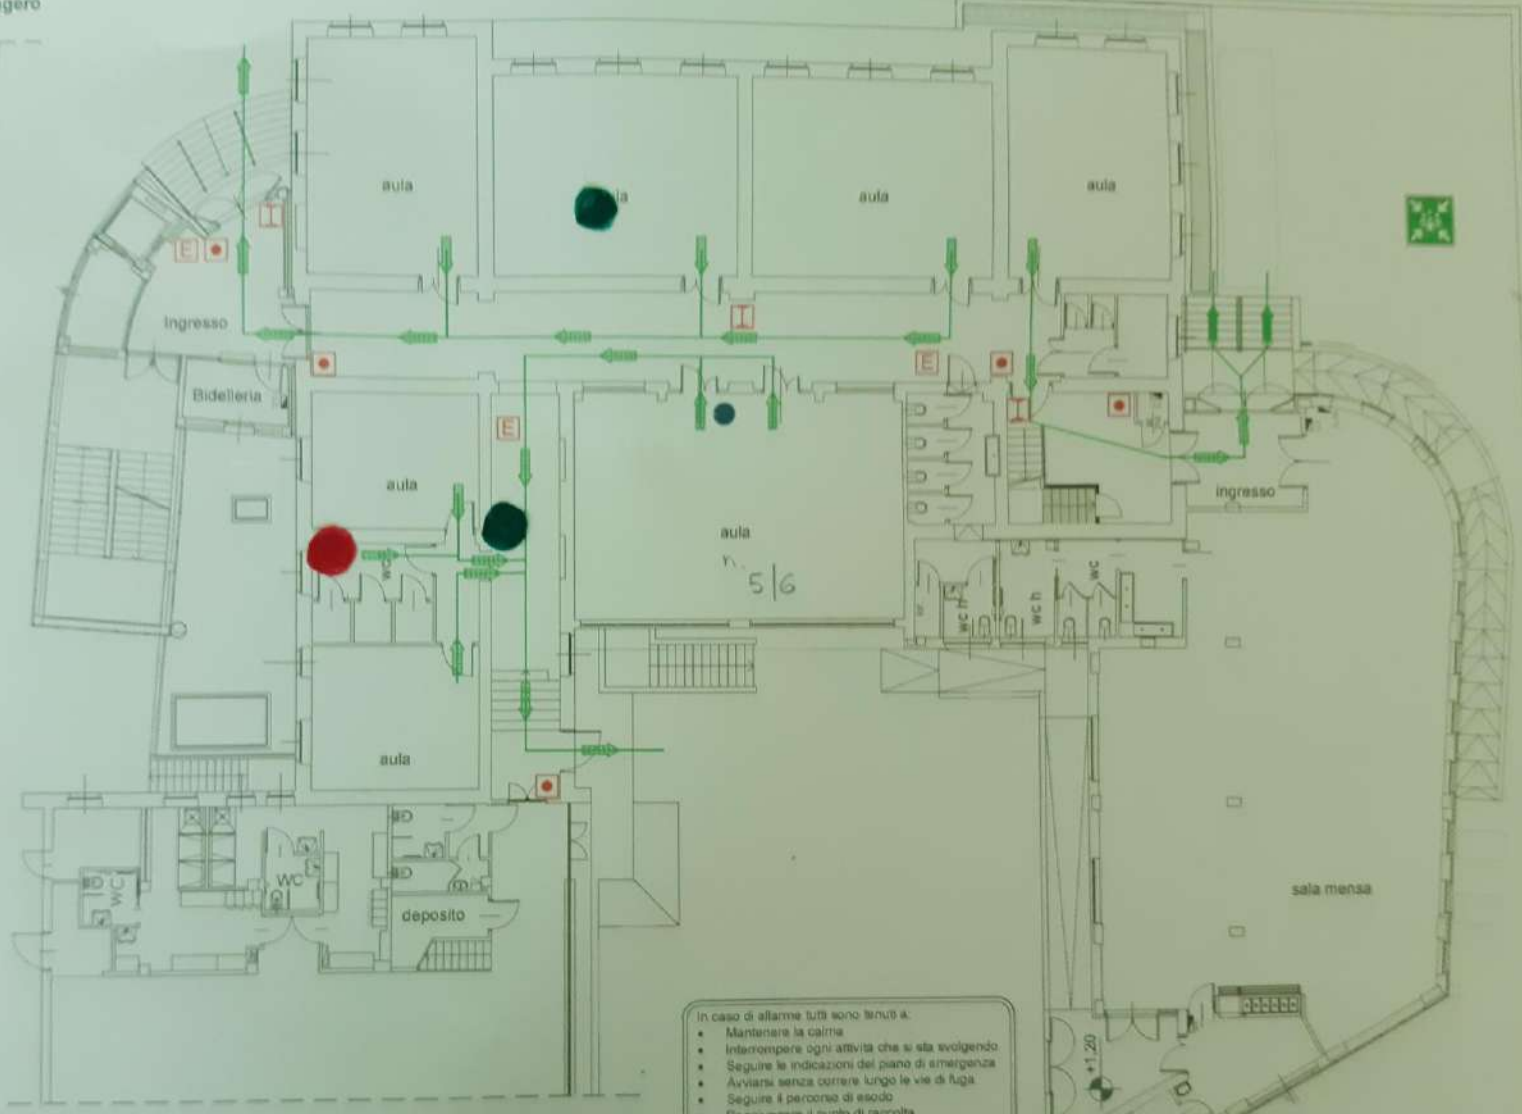 aula
aula
aula
E
Ingresso
E
Bidelleria
E
aula
ingresso
aula
n. 5/6
wc
wc h
wc h
wc
aula
WC
WC
deposito
sala mensa
+1,20
In caso di allarme tutti sono tenuti a:
• Mantenere la calma
• Interrompere ogni attività che si sta svolgendo
• Seguire le indicazioni del piano di emergenza
• Avviarsi senza correre lungo le vie di fuga
• Seguire il percorso di esodo